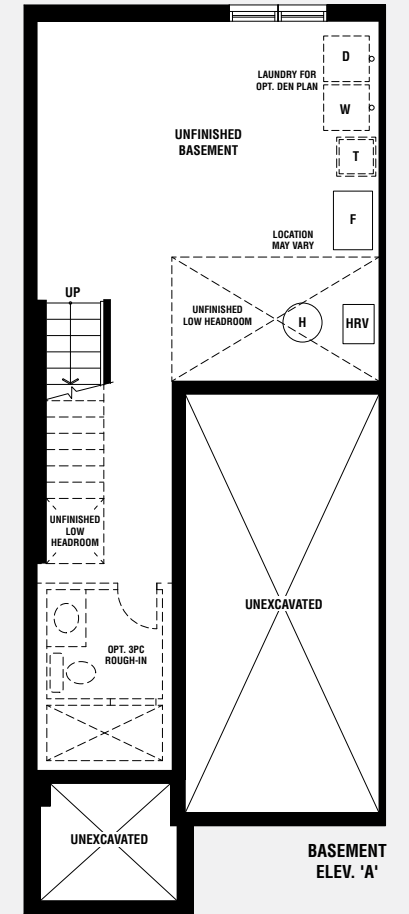 D
LAUNDRY FOR
OPT. DEN PLAN
W
UNFINISHED
BASEMENT
T
F
LOCATION
MAY VARY
UP
UNFINISHED
LOW HEADROOM
H
HRV
UNFINISHED
LOW
HEADROOM
UNEXCAVATED
OPT. 3PC
ROUGH-IN
UNEXCAVATED
BASEMENT
ELEV. 'A'